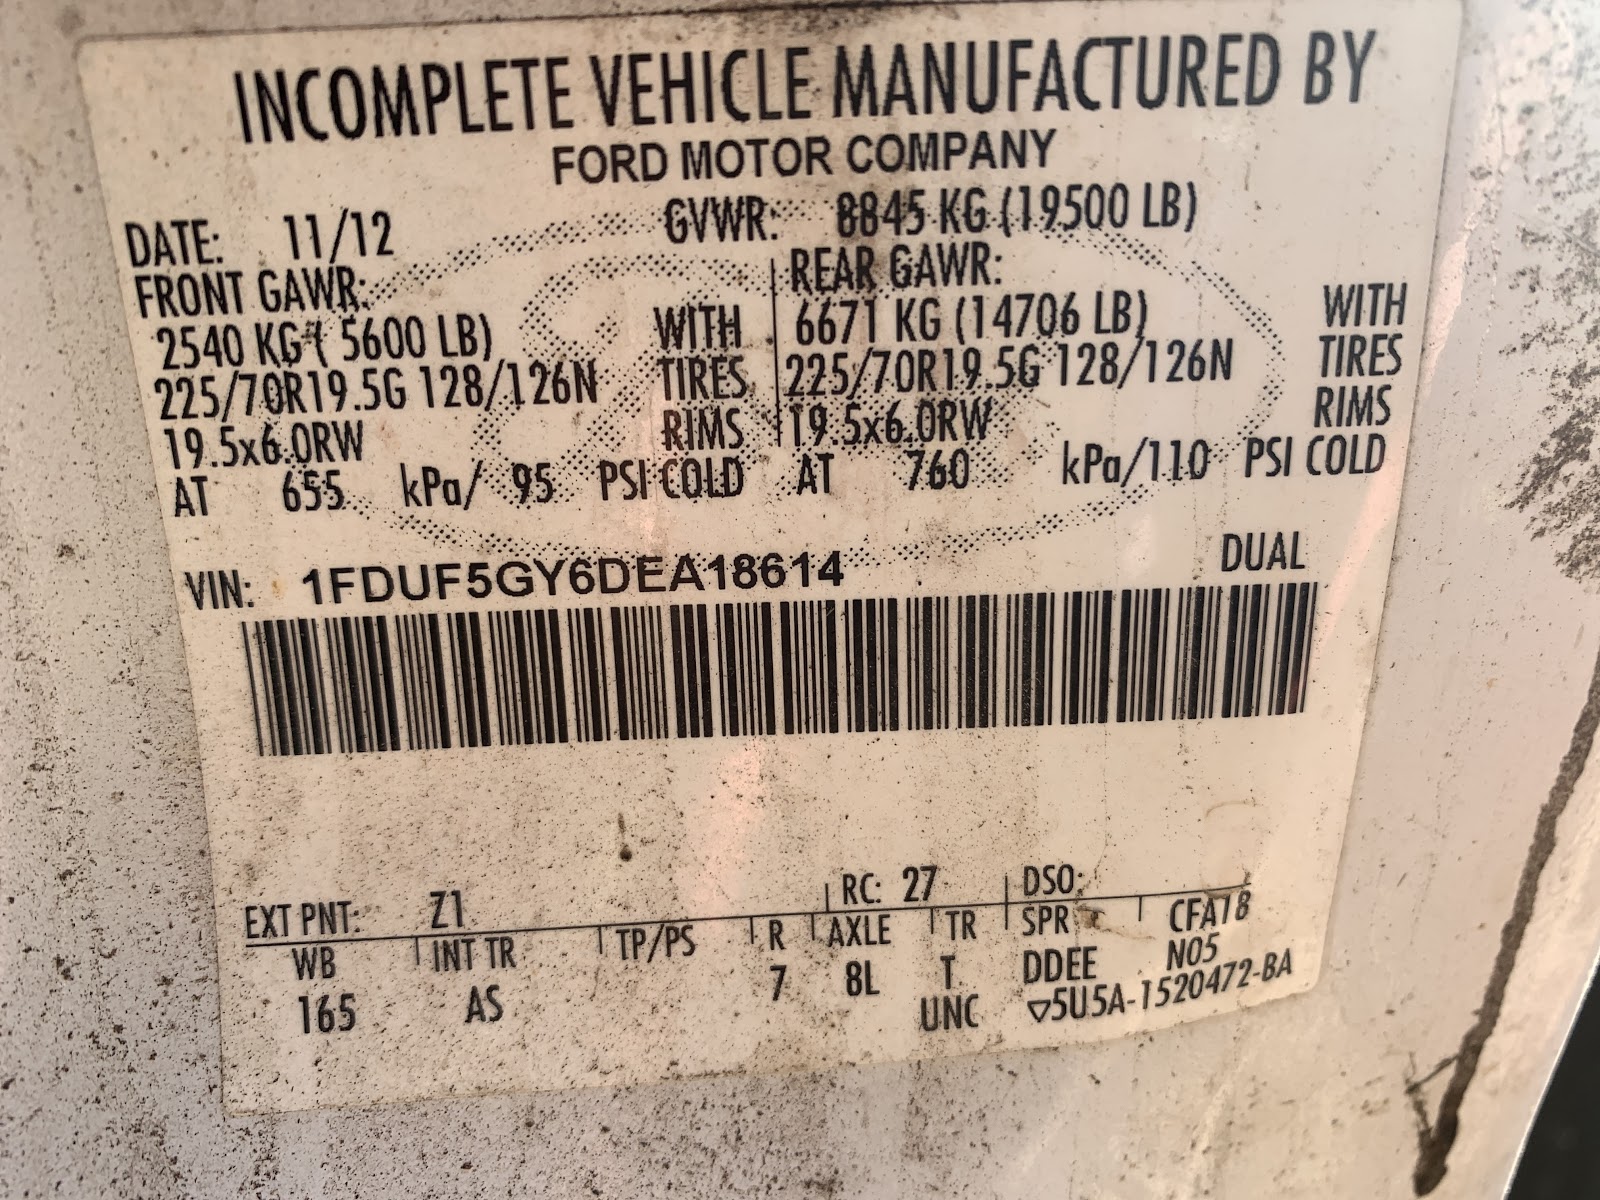 INCOMPLETE VEHICLE MANUFACTURED BY
FORD MOTOR COMPANY
DATE: 11/12 GVWR: 8845 KG (19500 LB)
FRONT GAWR: REAR GAWR:
2540 KG ( 5600 LB) WITH 6671 KG (14706 LB) WITH
225/70R19.5G 128/126N TIRES 225/70R19.5G 128/126N TIRES
19.5x6.0RW RIMS 19.5x6.0RW RIMS
AT 655 kPa/ 95 PSI COLD AT 760 kPa/110 PSI COLD
VIN: 1FDUF5GY6DEA18614 DUAL
EXT PNT: Z1 RC: 27 DSO:
WB INT TR TP/PS R AXLE TR SPR CFA18
165 AS 7 8L T DDEE N05
UNC ▽5U5A-1520472-BA